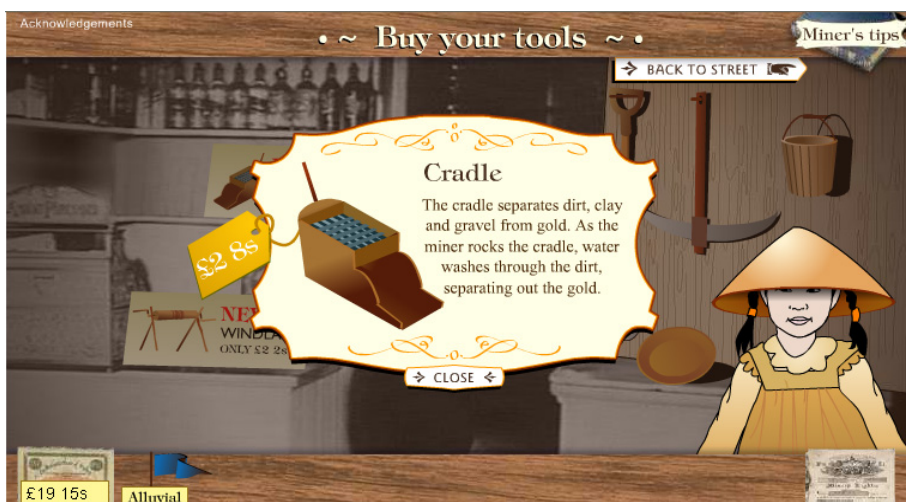 Acknowledgements
• ~ Buy your tools ~ •
Miner's tips
BACK TO STREET
Cradle
The cradle separates dirt, clay
and gravel from gold. As the
miner rocks the cradle, water
washes through the dirt,
separating out the gold.
£2 8s
WINDLA
ONLY £2 2s
CLOSE
£19 15s
Alluvial